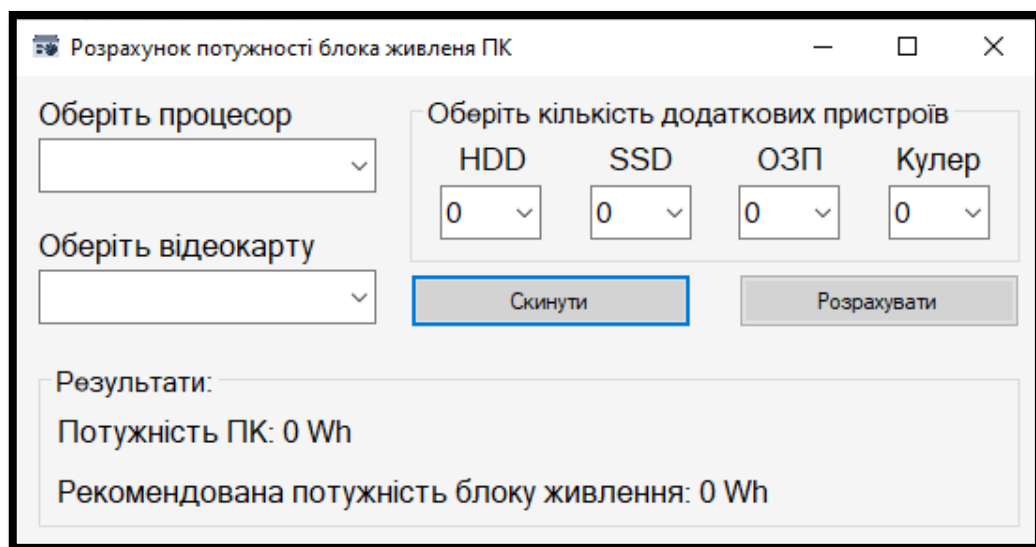 Розрахунок потужності блока живленя ПК
Оберіть процесор
Оберіть відеокарту
Оберіть кількість додаткових пристроїв
HDD SSD ОЗП Кулер
0 0 0 0
Скинути Розрахувати
Результати:
Потужність ПК: 0 Wh
Рекомендована потужність блоку живлення: 0 Wh